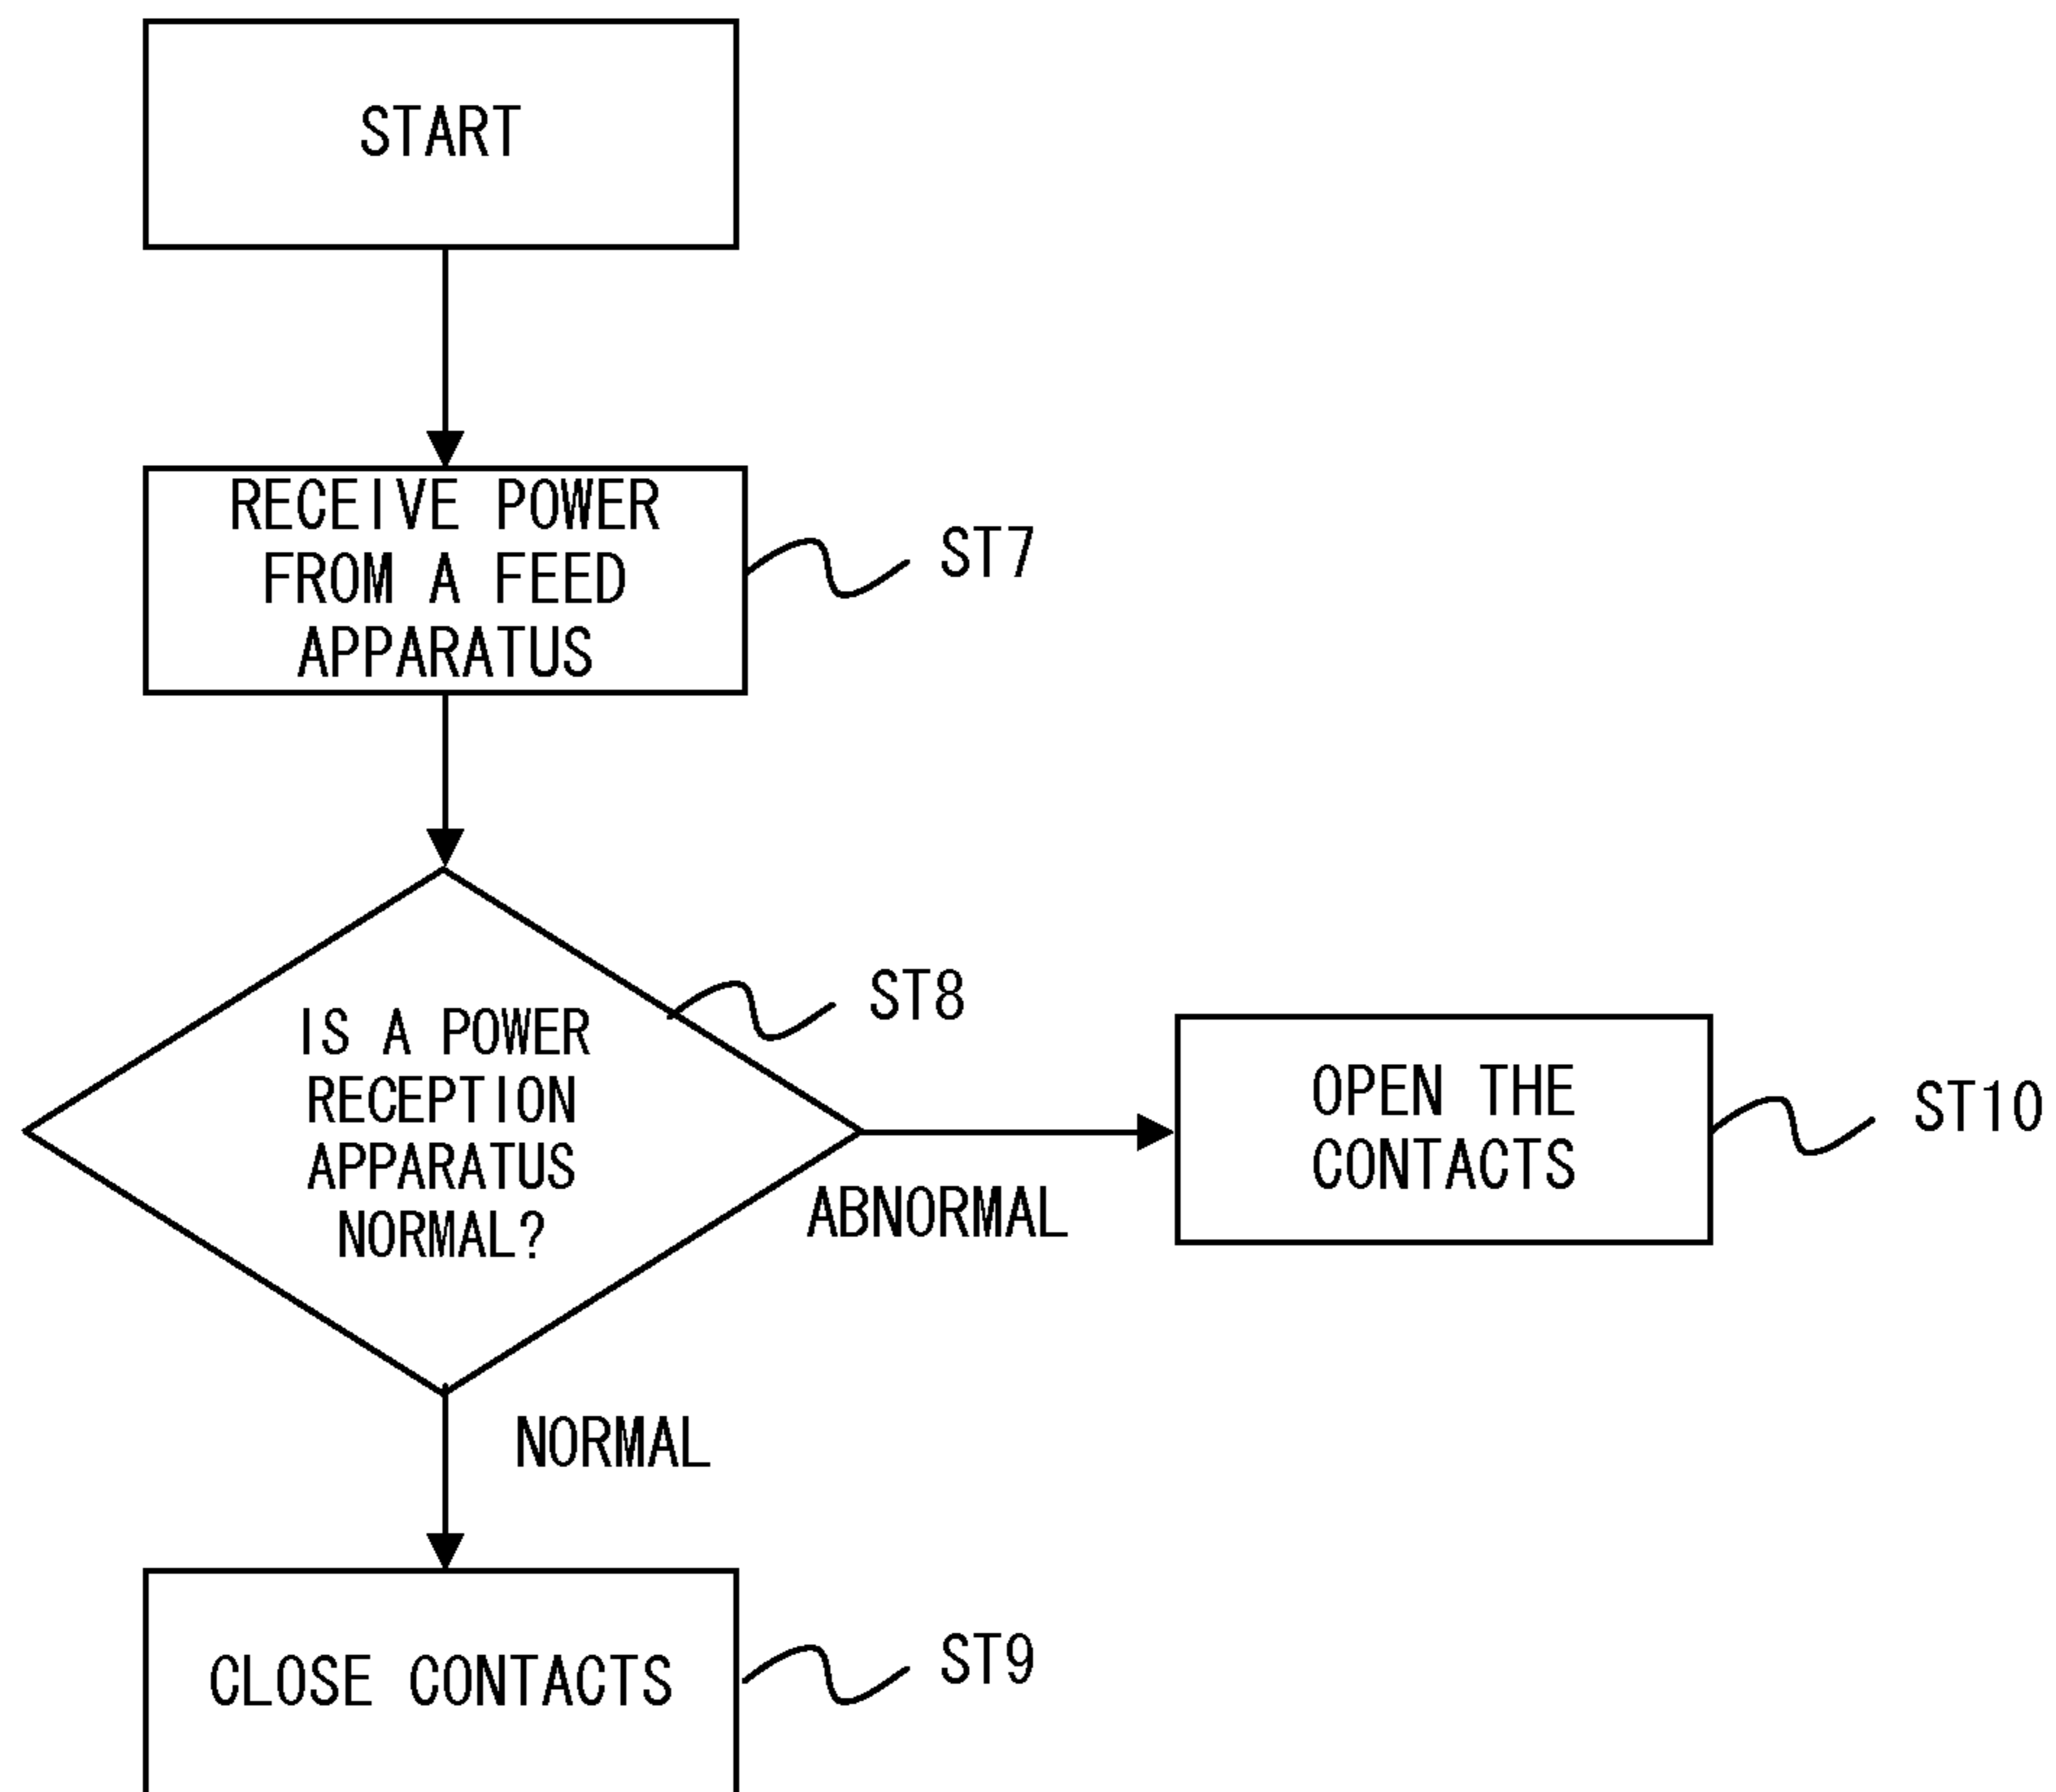 START
RECEIVE POWER
FROM A FEED
APPARATUS
ST7
IS A POWER
RECEPTION
APPARATUS
NORMAL?
ST8
ABNORMAL
OPEN THE
CONTACTS
ST10
NORMAL
CLOSE CONTACTS
ST9